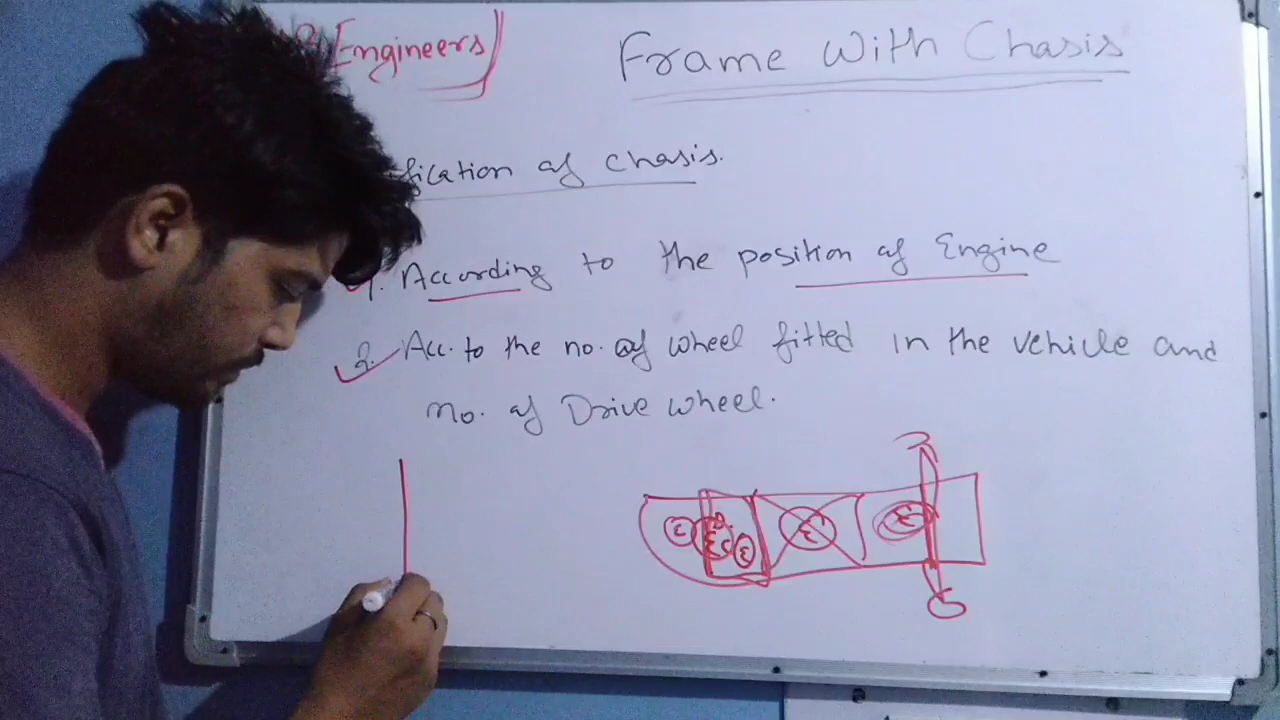 Engineers
Frame With Chasis
fication of chasis.
1. According to the position of Engine
2. Acc. to the no. of wheel fitted in the vehicle and
no. of Drive wheel.